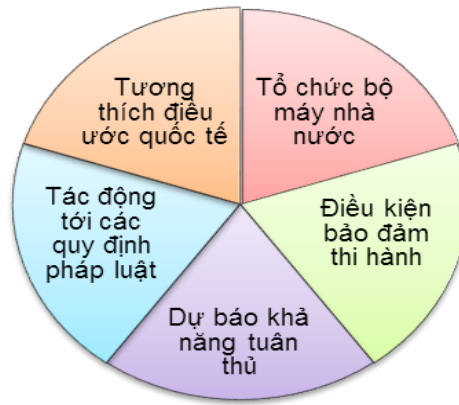 Tương
thích điều
ước quốc tế
Tổ chức bộ
máy nhà
nước
Tác động
tới các
quy định
pháp luật
Điều kiện
bảo đảm
thi hành
Dự báo khả
năng tuân
thủ